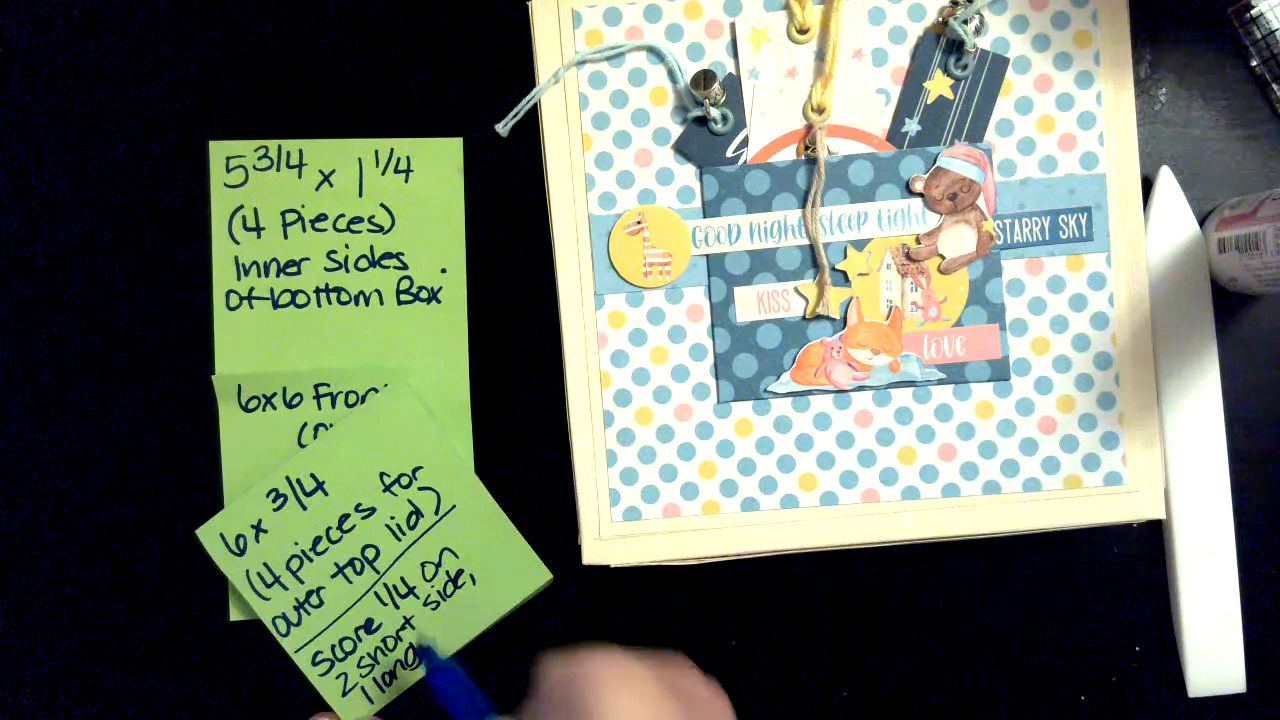 5 3/4 x 1 1/4
(4 Pieces)
Inner Sides
Of bottom Box.
6x6 Fron
6x 3/4
(4 pieces for
outer top lid)
Score 1/4 on
2 short side,
1 long
GOOD night sleep tight
STARRY SKY
KISS
love